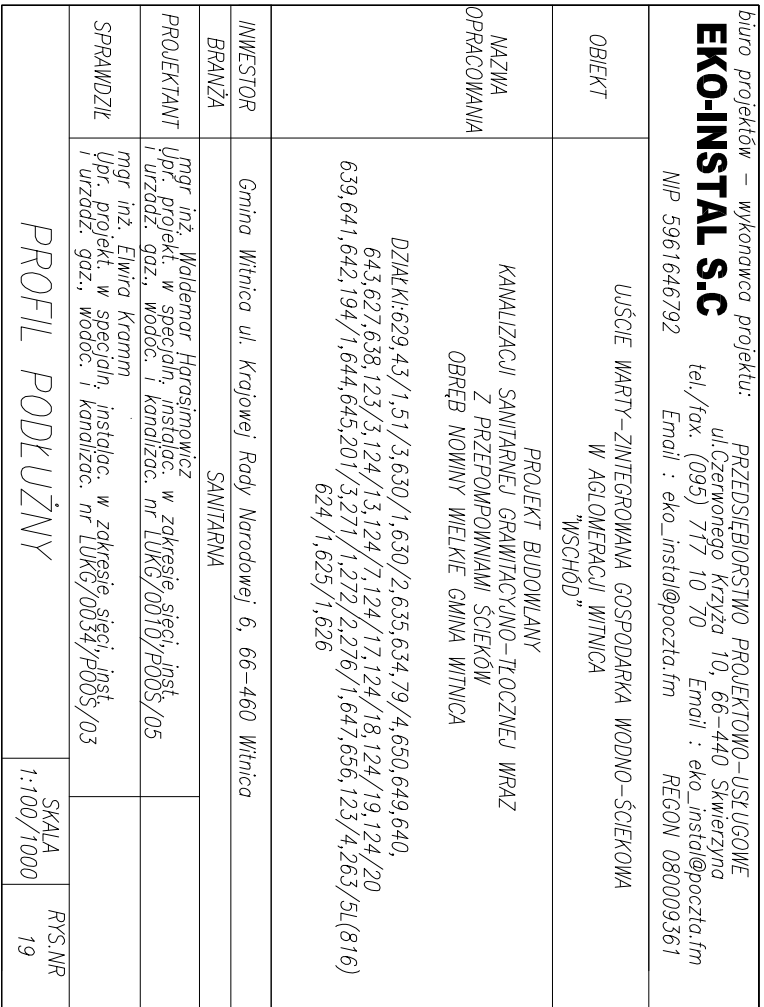 biuro projektów – wykonawca projektu:
EKO-INSTAL S.C
NIP 5961646792
PRZEDSIĘBIORSTWO PROJEKTOWO-USŁUGOWE
ul.Czerwonego Krzyża 10, 66-440 Skwierzyna
tel./fax. (095) 717 10 70 Email : eko_instal@poczta.fm
Email : eko_instal@poczta.fm REGON 080009361
OBIEKT
UJŚCIE WARTY-ZINTEGROWANA GOSPODARKA WODNO-ŚCIEKOWA
W AGLOMERACJI WITNICA
"WSCHÓD"
NAZWA
OPRACOWANIA
PROJEKT BUDOWLANY
KANALIZACJI SANITARNEJ GRAWITACYJNO-TŁOCZNEJ WRAZ
Z PRZEPOMPOWNIAMI ŚCIEKÓW
OBRĘB NOWINY WIELKIE GMINA WITNICA
DZIAŁKI:629,43/1,51/3,630/1,630/2,635,634,79/4,650,649,640,
643,627,638,123/3,124/13,124/7,124/17,124/18,124/19,124/20
639,641,642,194/1,644,645,201/3,271/1,272/2,276/1,647,656,123/4,263/5L(816)
624/1,625/1,626
INWESTOR
Gmina Witnica ul. Krajowej Rady Narodowej 6, 66-460 Witnica
BRANŻA
SANITARNA
PROJEKTANT
mgr inż. Waldemar Harasimowicz
Upr. projekt. w specjaln. instalac. w zakresie sieci, inst.
i urządz. gaz., wodoc. i kanalizac. nr LUKG/0010/POOS/05
SPRAWDZIŁ
mgr inż. Elwira Kramm
Upr. projekt. w specjaln. instalac. w zakresie sieci, inst.
i urządz. gaz., wodoc. i kanalizac. nr LUKG/0034/POOS/03
PROFIL PODŁUŻNY
SKALA
1:100/1000
RYS.NR
19